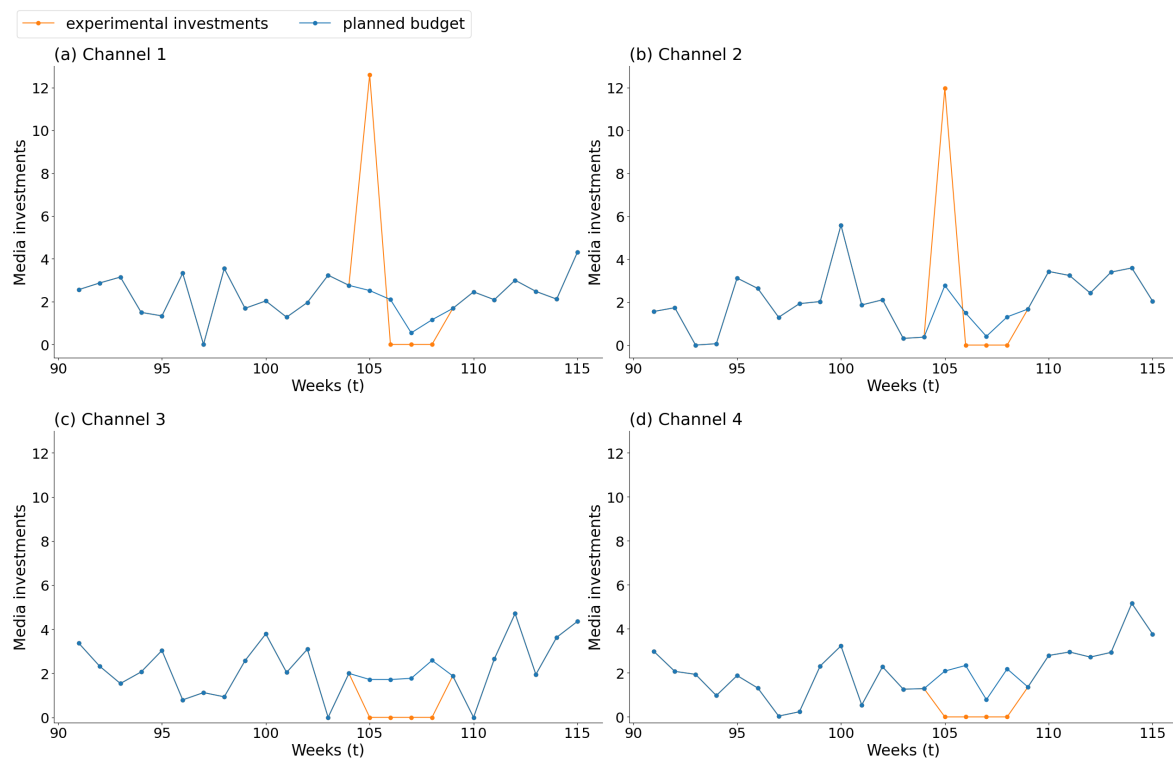 experimental investments planned budget
(a) Channel 1
Media investments
12
10
8
6
4
2
0
90 95 100 105 110 115
Weeks (t)
(b) Channel 2
Media investments
12
10
8
6
4
2
0
90 95 100 105 110 115
Weeks (t)
(c) Channel 3
Media investments
12
10
8
6
4
2
0
90 95 100 105 110 115
Weeks (t)
(d) Channel 4
Media investments
12
10
8
6
4
2
0
90 95 100 105 110 115
Weeks (t)